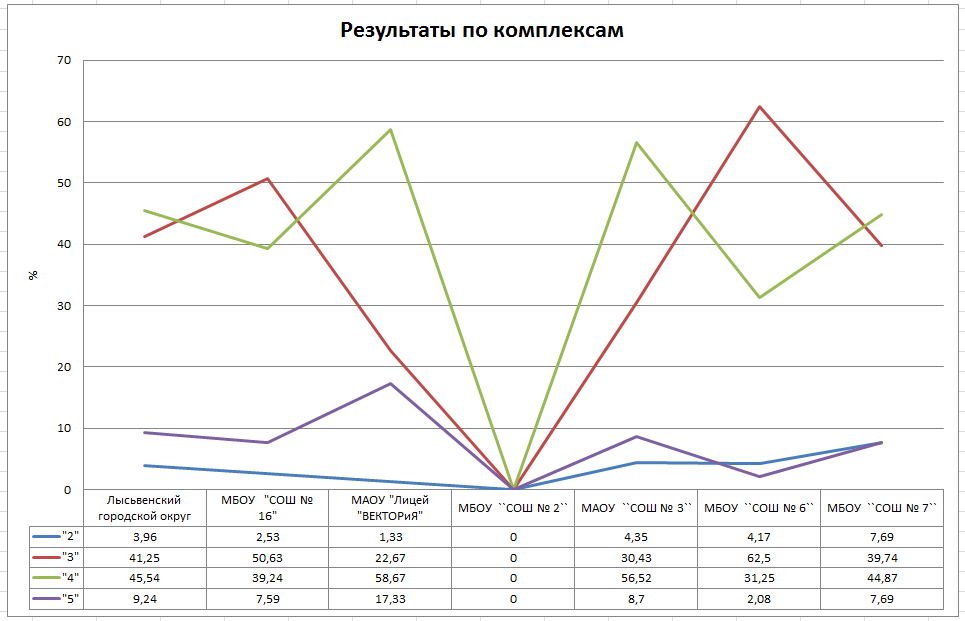 Результаты по комплексам
70
60
50
40
30
20
10
0
%
Лысьвенский городской округ
МБОУ "СОШ № 16"
МАОУ "Лицей "ВЕКТОРиЯ"
МБОУ ``СОШ № 2``
МАОУ ``СОШ № 3``
МБОУ ``СОШ № 6``
МБОУ ``СОШ № 7``
"2" 3,96 2,53 1,33 0 4,35 4,17 7,69
"3" 41,25 50,63 22,67 0 30,43 62,5 39,74
"4" 45,54 39,24 58,67 0 56,52 31,25 44,87
"5" 9,24 7,59 17,33 0 8,7 2,08 7,69